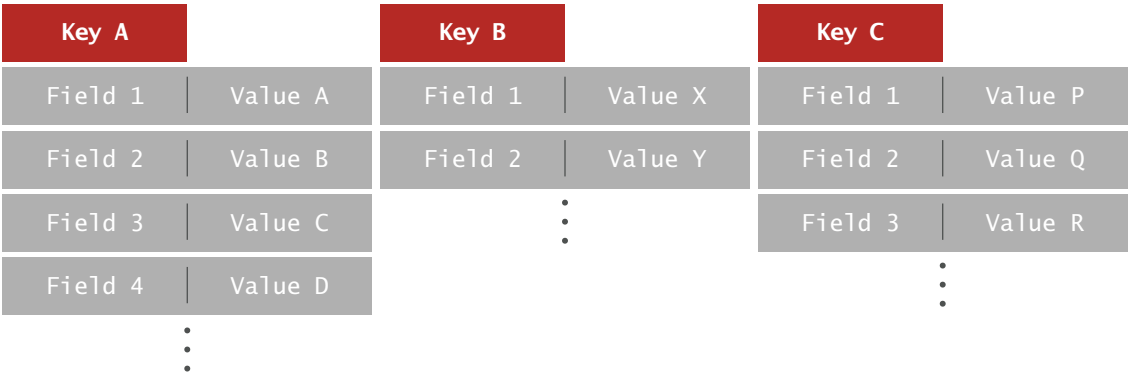 Key A
Field 1 Value A
Field 2 Value B
Field 3 Value C
Field 4 Value D
Key B
Field 1 Value X
Field 2 Value Y
Key C
Field 1 Value P
Field 2 Value Q
Field 3 Value R